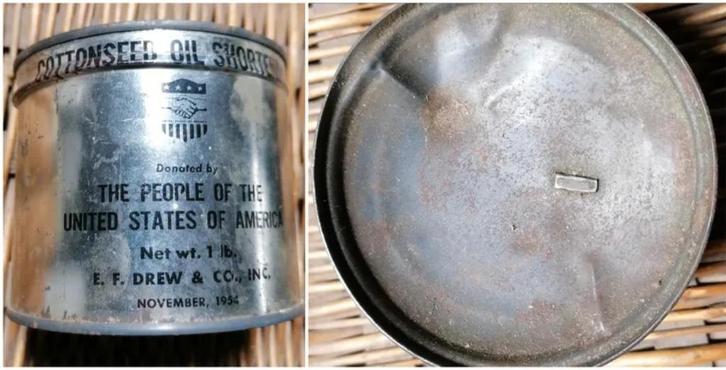 COTTONSEED OIL SHORTE
Donated by
THE PEOPLE OF THE
UNITED STATES OF AMERICA
Net wt. 1 lb.
E. F. DREW & CO., INC.
NOVEMBER, 1954